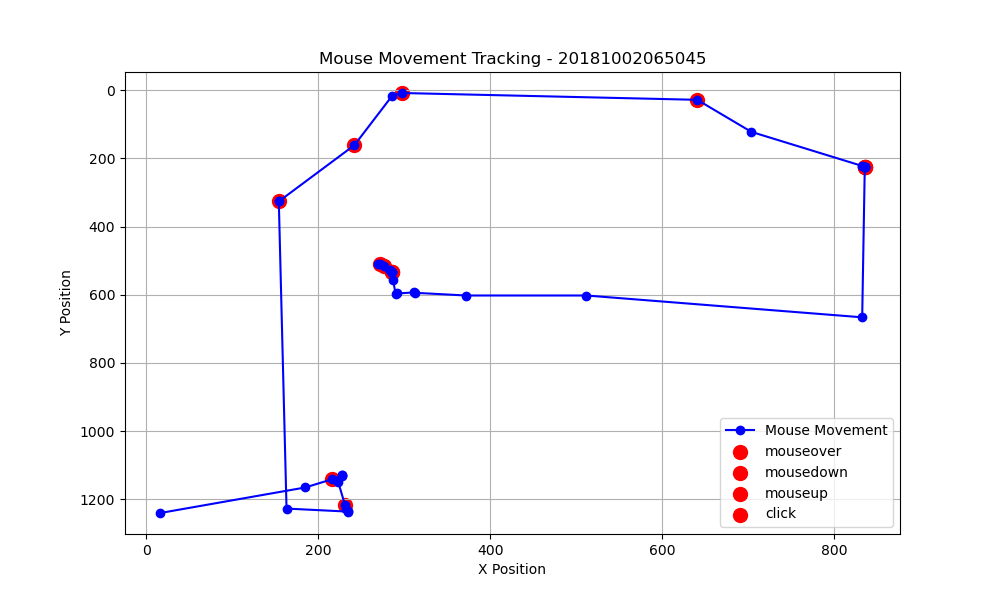 Mouse Movement Tracking - 20181002065045
0
200
400
600
800
1000
1200
Y Position
0 200 400 600 800
X Position
Mouse Movement
mouseover
mousedown
mouseup
click